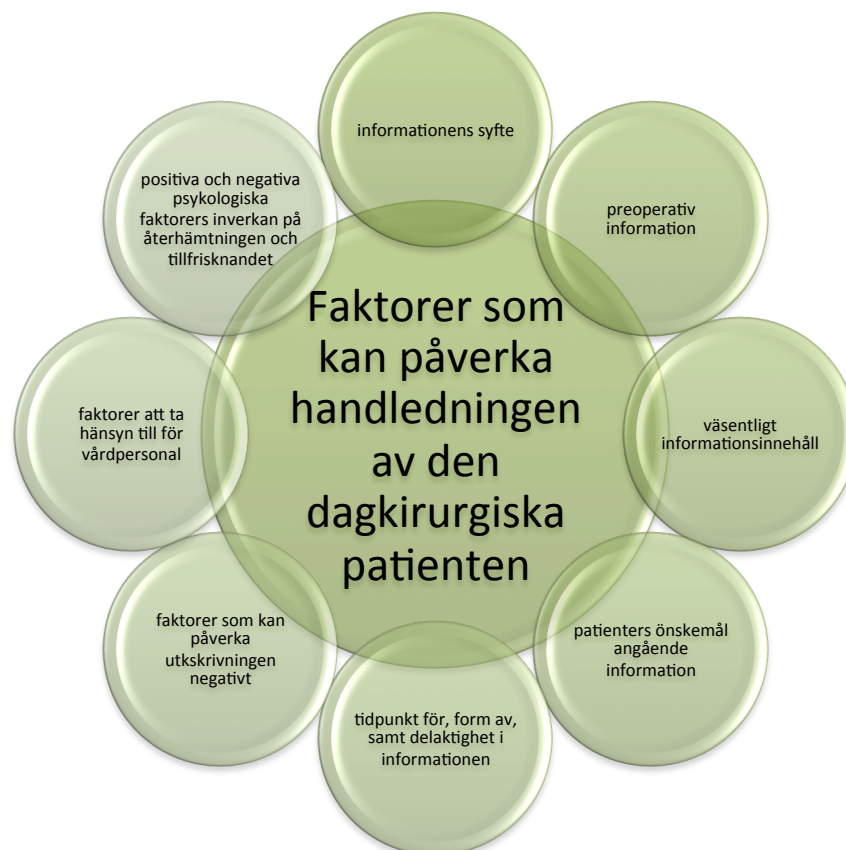 informationens syfte
preoperativ
information
väsentligt
informationsinnehåll
patienters önskemål
angående
information
tidpunkt för, form av,
samt delaktighet i
informationen
faktorer som kan
påverka
utkskrivningen
negativt
faktorer att ta
hänsyn till för
vårdpersonal
positiva och negativa
psykologiska
faktorers inverkan på
återhämtningen och
tillfrisknandet
Faktorer som
kan påverka
handledningen
av den
dagkirurgiska
patienten